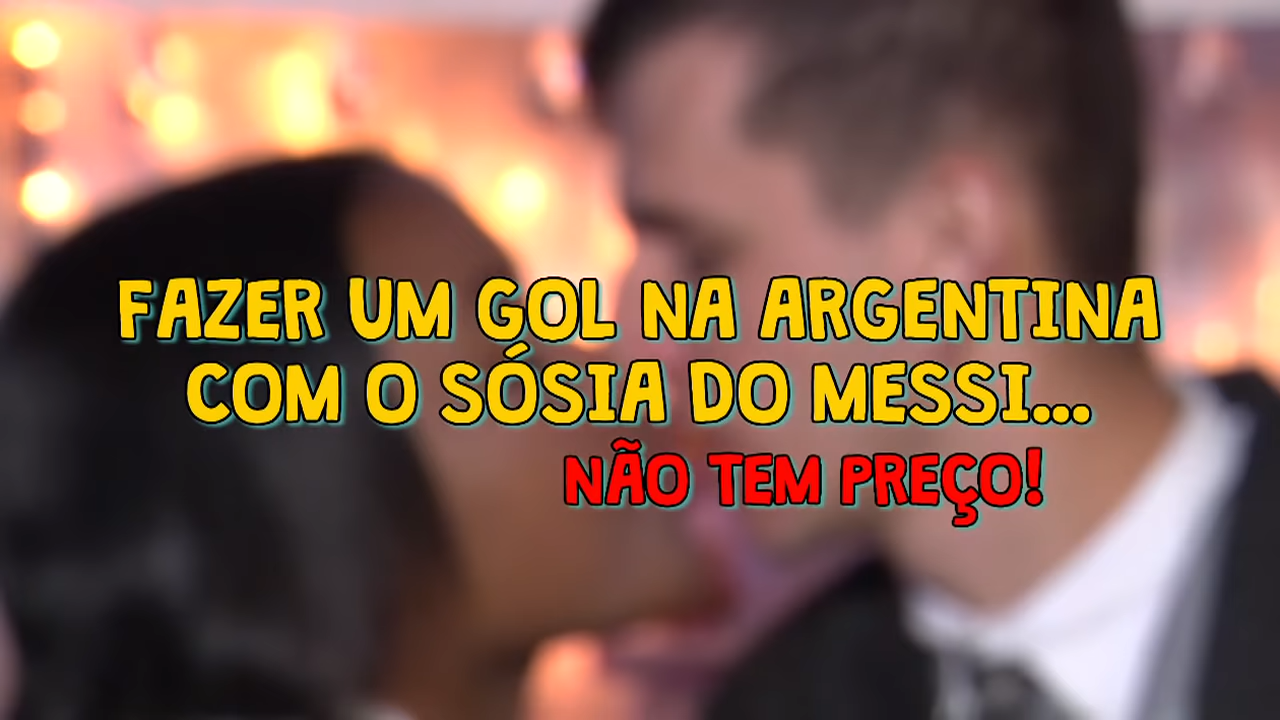 FAZER UM GOL NA ARGENTINA
COM O SÓSIA DO MESSI...
NÃO TEM PREÇO!